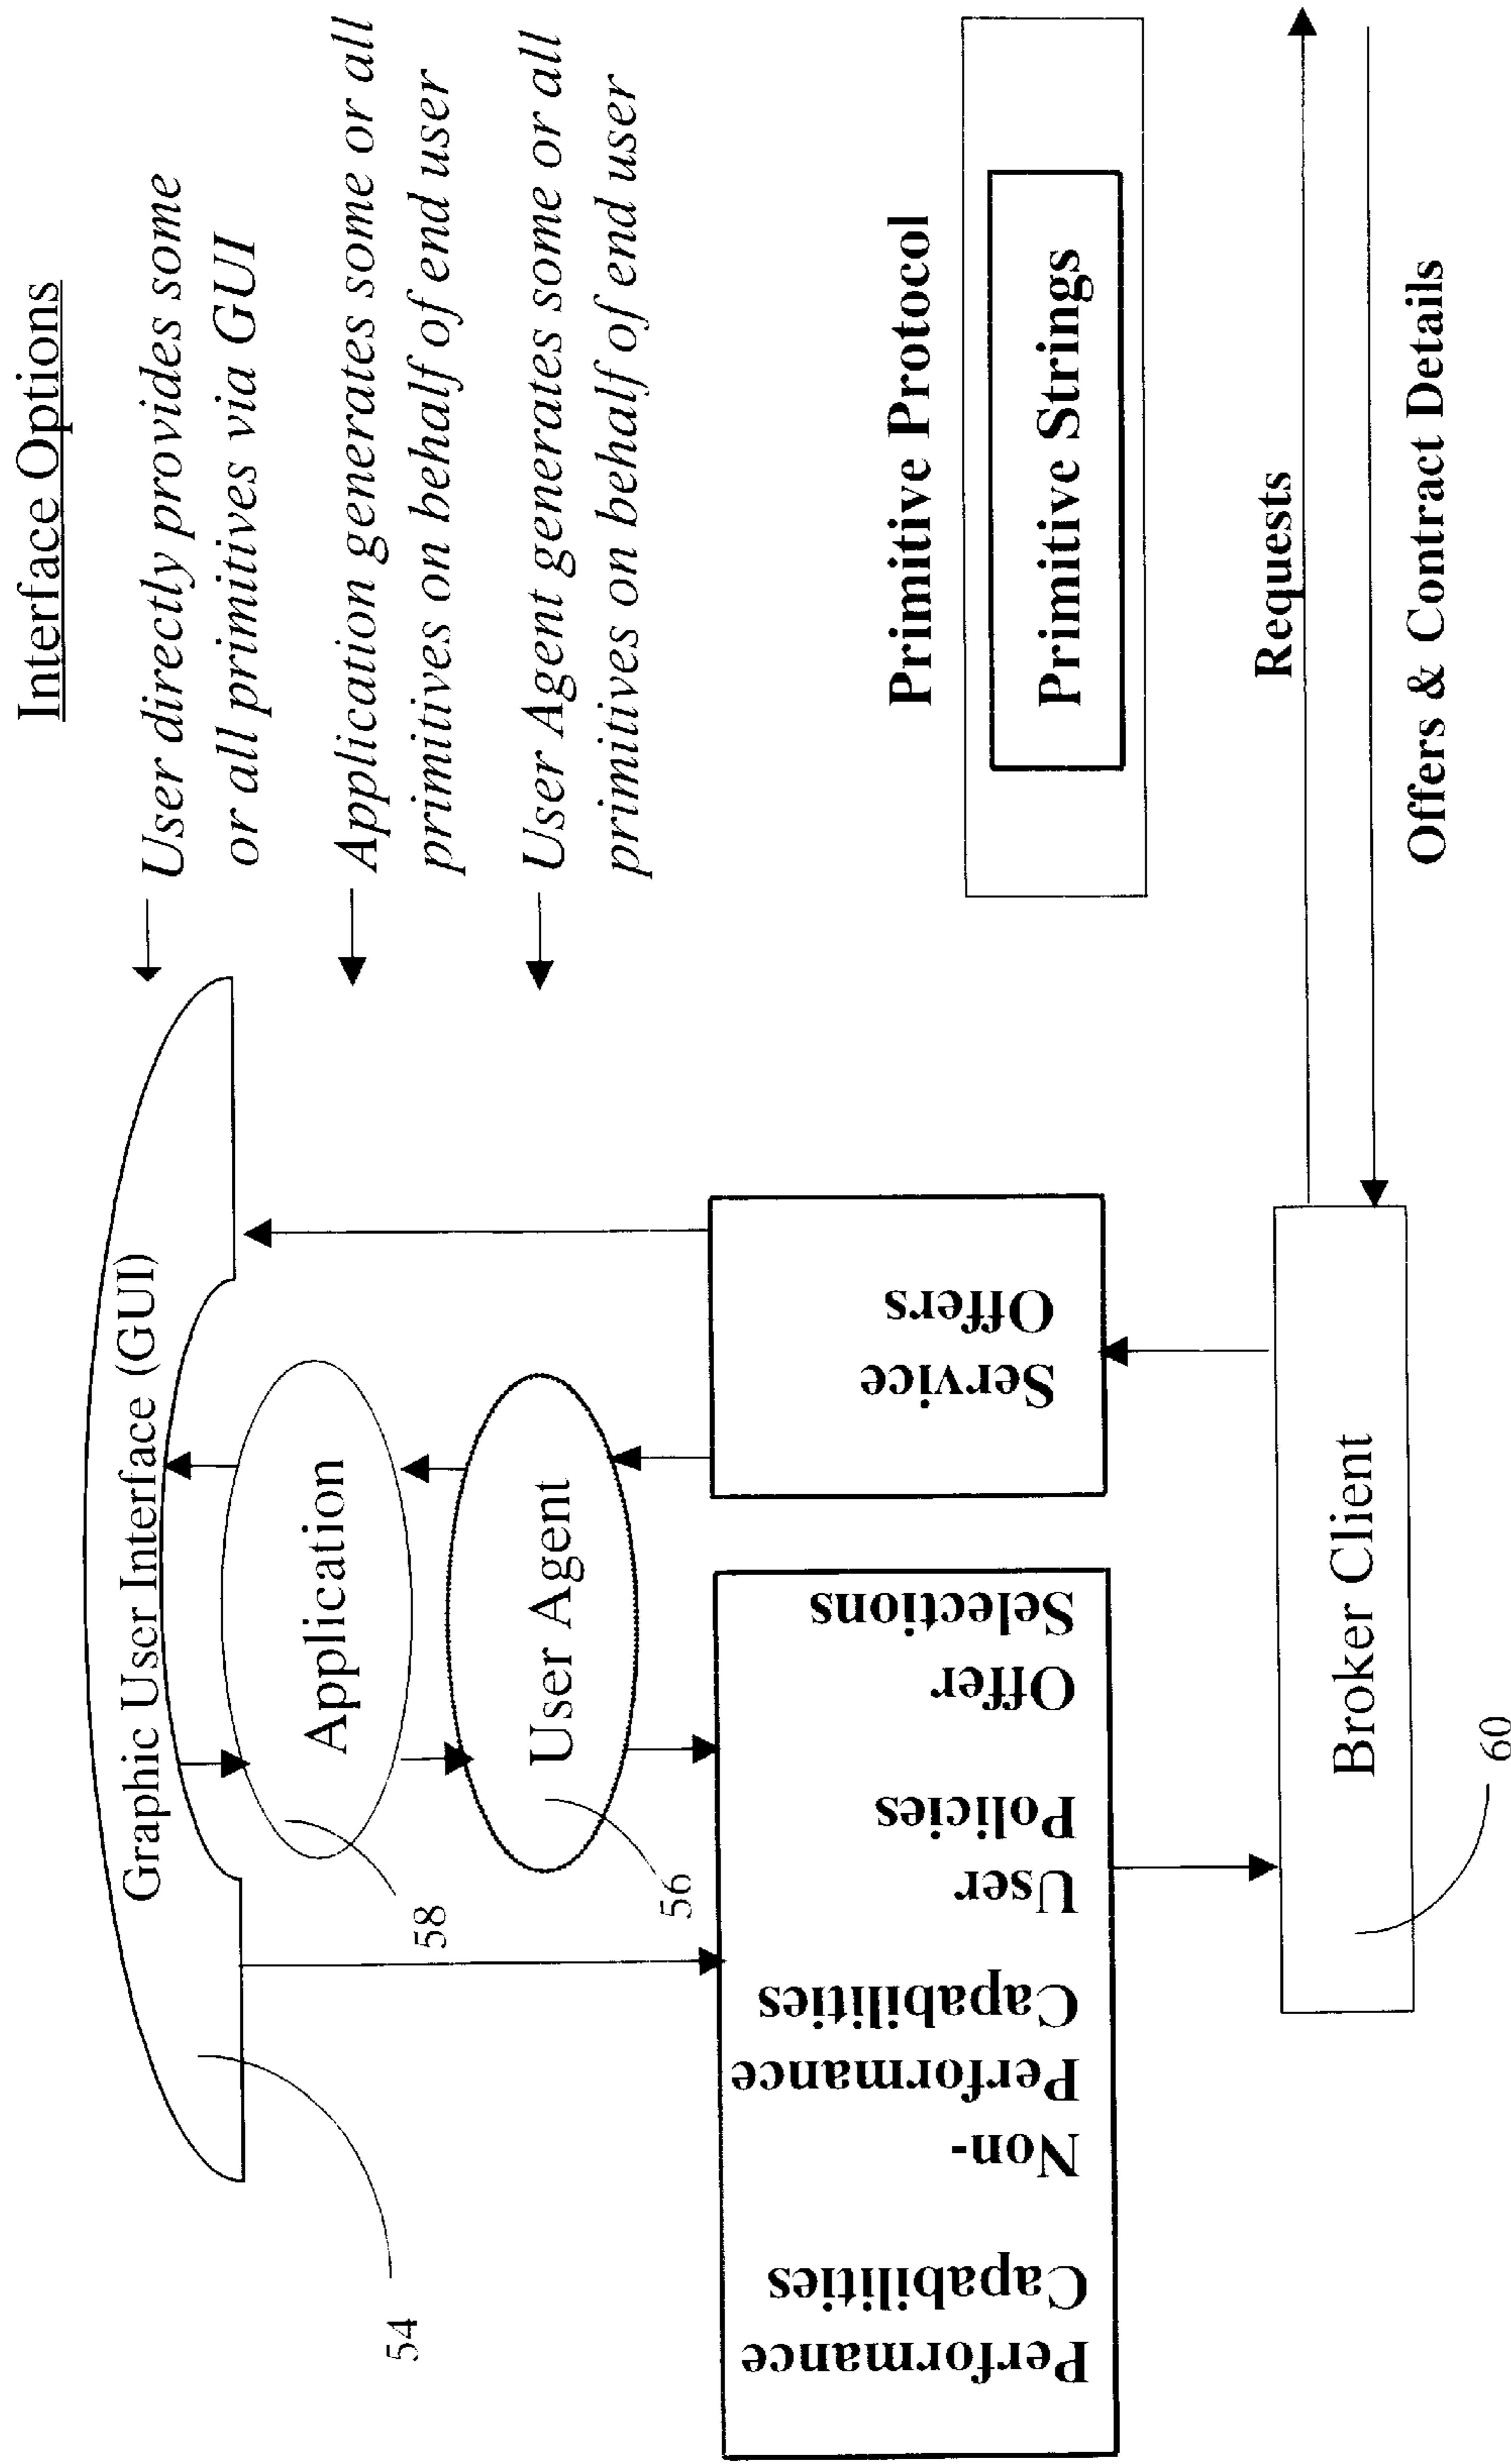 Interface Options
User directly provides some
or all primitives via GUI
Application generates some or all
primitives on behalf of end user
User Agent generates some or all
primitives on behalf of end user
Graphic User Interface (GUI)
54
Application
58
User Agent
56
Performance
Capabilities
Non-
Performance
Capabilities
User
Policies
Offer
Selections
Service
Offers
Primitive Protocol
Primitive Strings
Broker Client
60
Requests
Offers & Contract Details